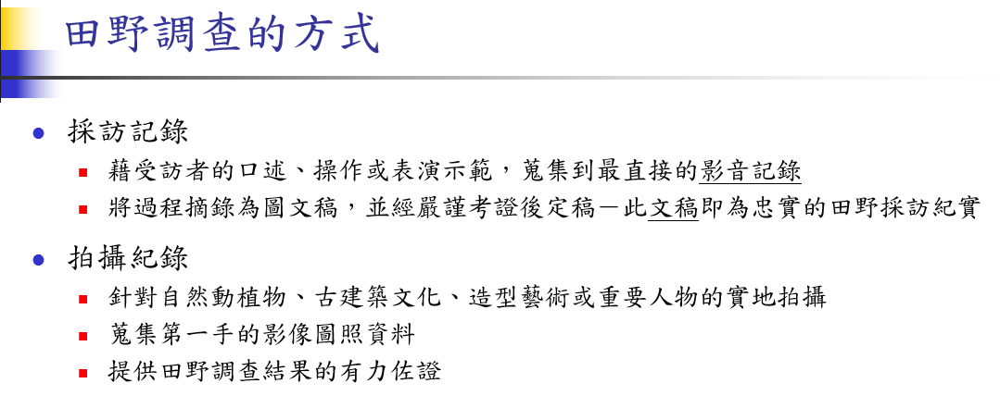 田野調查的方式
採訪記錄
藉受訪者的口述、操作或表演示範，蒐集到最直接的影音記錄
將過程摘錄為圖文稿，並經嚴謹考證後定稿－此文稿即為忠實的田野採訪紀實
拍攝紀錄
針對自然動植物、古建築文化、造型藝術或重要人物的實地拍攝
蒐集第一手的影像圖照資料
提供田野調查結果的有力佐證